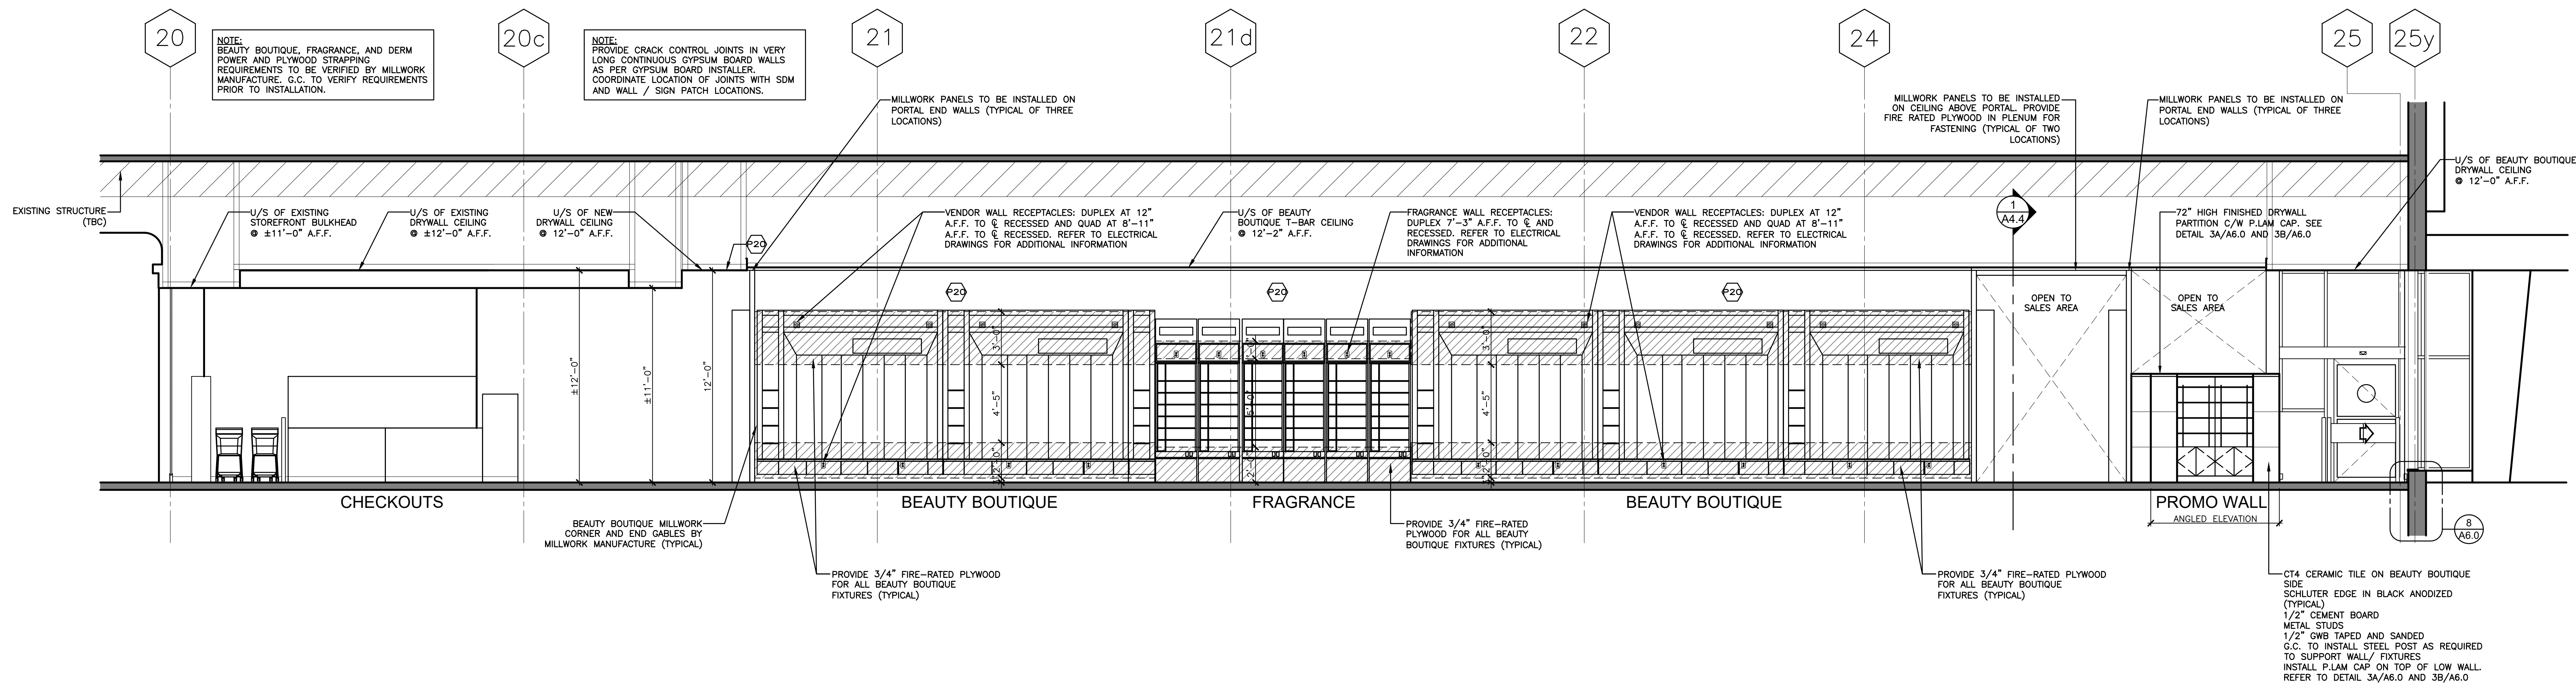 20
20c
21
21d
22
24
25
25y
NOTE:
BEAUTY BOUTIQUE, FRAGRANCE, AND DERM
POWER AND PLYWOOD STRAPPING
REQUIREMENTS TO BE VERIFIED BY MILLWORK
MANUFACTURE. G.C. TO VERIFY REQUIREMENTS
PRIOR TO INSTALLATION.
NOTE:
PROVIDE CRACK CONTROL JOINTS IN VERY
LONG CONTINUOUS GYPSUM BOARD WALLS
AS PER GYPSUM BOARD INSTALLER.
COORDINATE LOCATION OF JOINTS WITH SDM
AND WALL / SIGN PATCH LOCATIONS.
MILLWORK PANELS TO BE INSTALLED ON
PORTAL END WALLS (TYPICAL OF THREE
LOCATIONS)
MILLWORK PANELS TO BE INSTALLED
ON CEILING ABOVE PORTAL. PROVIDE
FIRE RATED PLYWOOD IN PLENUM FOR
FASTENING (TYPICAL OF TWO
LOCATIONS)
MILLWORK PANELS TO BE INSTALLED ON
PORTAL END WALLS (TYPICAL OF THREE
LOCATIONS)
U/S OF BEAUTY BOUTIQUE
DRYWALL CEILING
@ 12'-0" A.F.F.
EXISTING STRUCTURE
(TBC)
U/S OF EXISTING
STOREFRONT BULKHEAD
@ ±11'-0" A.F.F.
U/S OF EXISTING
DRYWALL CEILING
@ ±12'-0" A.F.F.
U/S OF NEW
DRYWALL CEILING
@ 12'-0" A.F.F.
P20
VENDOR WALL RECEPTACLES: DUPLEX AT 12"
A.F.F. TO ℄ RECESSED AND QUAD AT 8'-11"
A.F.F. TO ℄ RECESSED. REFER TO ELECTRICAL
DRAWINGS FOR ADDITIONAL INFORMATION
U/S OF BEAUTY
BOUTIQUE T-BAR CEILING
@ 12'-2" A.F.F.
FRAGRANCE WALL RECEPTACLES:
DUPLEX 7'-3" A.F.F. TO ℄ AND
RECESSED. REFER TO ELECTRICAL
DRAWINGS FOR ADDITIONAL
INFORMATION
VENDOR WALL RECEPTACLES: DUPLEX AT 12"
A.F.F. TO ℄ RECESSED AND QUAD AT 8'-11"
A.F.F. TO ℄ RECESSED. REFER TO ELECTRICAL
DRAWINGS FOR ADDITIONAL INFORMATION
1
A4.4
72" HIGH FINISHED DRYWALL
PARTITION C/W P.LAM CAP. SEE
DETAIL 3A/A6.0 AND 3B/A6.0
P20
P20
P20
OPEN TO
SALES AREA
OPEN TO
SALES AREA
±12'-0"
±11'-0"
12'-0"
3'-0"
4'-5"
2'-0"
5'-0"
2'-0"
3'-0"
4'-5"
2'-0"
CHECKOUTS
BEAUTY BOUTIQUE
FRAGRANCE
BEAUTY BOUTIQUE
PROMO WALL
ANGLED ELEVATION
8
A6.0
BEAUTY BOUTIQUE MILLWORK
CORNER AND END GABLES BY
MILLWORK MANUFACTURE (TYPICAL)
PROVIDE 3/4" FIRE-RATED
PLYWOOD FOR ALL BEAUTY
BOUTIQUE FIXTURES (TYPICAL)
PROVIDE 3/4" FIRE-RATED PLYWOOD
FOR ALL BEAUTY BOUTIQUE
FIXTURES (TYPICAL)
PROVIDE 3/4" FIRE-RATED PLYWOOD
FOR ALL BEAUTY BOUTIQUE
FIXTURES (TYPICAL)
CT4 CERAMIC TILE ON BEAUTY BOUTIQUE
SIDE
SCHLUTER EDGE IN BLACK ANODIZED
(TYPICAL)
1/2" CEMENT BOARD
METAL STUDS
1/2" GWB TAPED AND SANDED
G.C. TO INSTALL STEEL POST AS REQUIRED
TO SUPPORT WALL/ FIXTURES
INSTALL P.LAM CAP ON TOP OF LOW WALL.
REFER TO DETAIL 3A/A6.0 AND 3B/A6.0